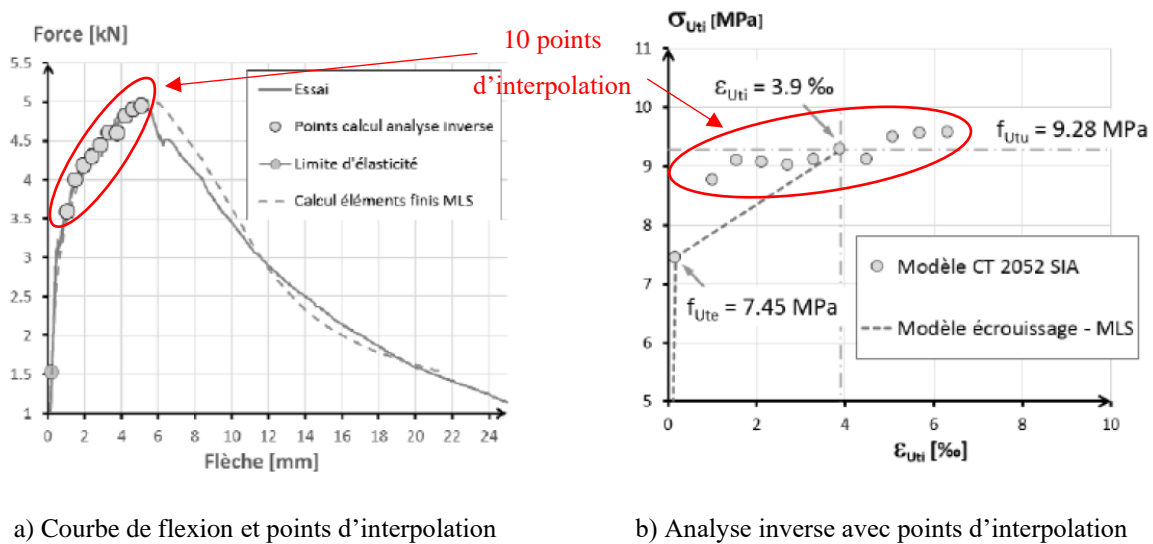 Force [kN]
5.5
5
4.5
4
3.5
3
2.5
2
1.5
1
0 2 4 6 8 10 12 14 16 18 20 22 24
Flèche [mm]
Essai
Points calcul analyse inverse
Limite d'élasticité
Calcul éléments finis MLS
10 points
d’interpolation
σUti [MPa]
11
10
9
8
7
6
5
0 2 4 6 8 10
εUti [‰]
εUti = 3.9 ‰
fUtu = 9.28 MPa
fUte = 7.45 MPa
Modèle CT 2052 SIA
Modèle écrouissage - MLS
a) Courbe de flexion et points d’interpolation
b) Analyse inverse avec points d’interpolation